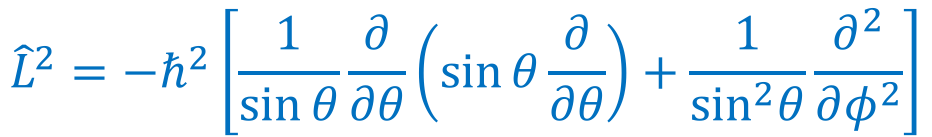 L̂² = −ħ² [ 1/(sin θ) ∂/∂θ ( sin θ ∂/∂θ ) + 1/(sin²θ) ∂²/∂ϕ² ]